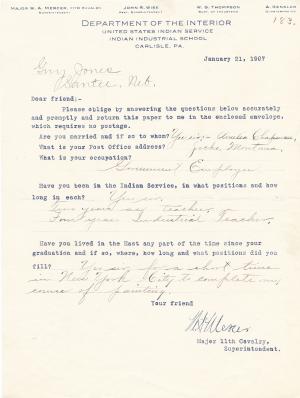 MAJOR W. A. MERCER, 11TH CAVALRY SUPERINTENDENT JOHN R. WISE ASST. SUPERINTENDENT W. G. THOMPSON SUPT. OF INDUSTRIES
DEPARTMENT OF THE INTERIOR
UNITED STATES INDIAN SERVICE
INDIAN INDUSTRIAL SCHOOL
CARLISLE, PA.
183.
January 21, 1907
Guy Jones
Santee, Neb.
Dear friend:-
Please oblige by answering the questions below accurately
and promptly and return this paper to me in the enclosed envelope,
which requires no postage.
Are you married and if so to whom? Yes sir,- Amelia Chapman
What is your Post Office address? Jocko, Montana.
What is your occupation?
Government Employee
Have you been in the Indian Service, in what positions and how
long in each? Yes sir.
Two years as teacher.
Four years Industrial Teacher.
Have you lived in the East any part of the time since your
graduation and if so, where, how long and what positions did you
fill? Yes sir, for a short time
in New York City to complete my
course of painting.
Your friend
W A Mercer
Major 11th Cavalry,
Superintendent.